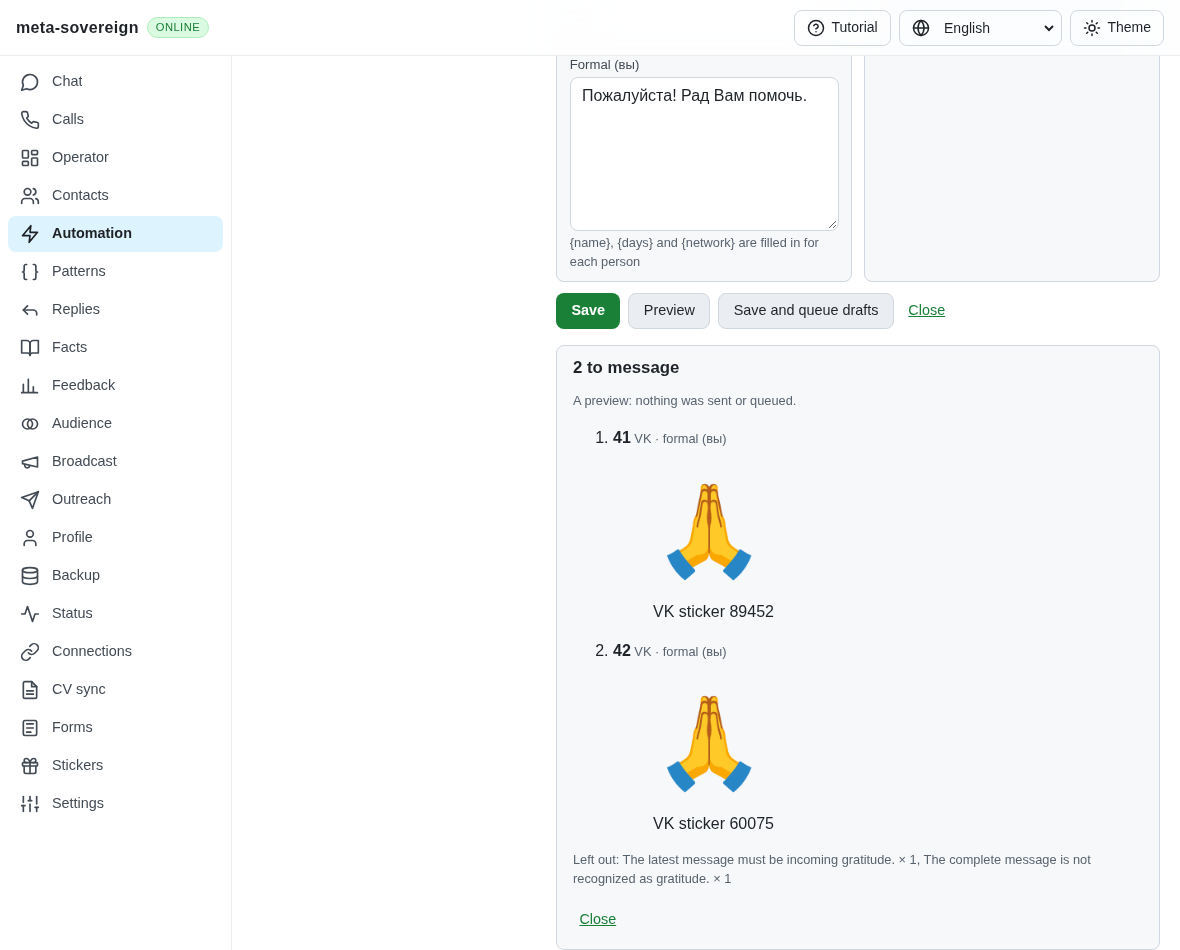 meta-sovereign ONLINE Tutorial English Theme
Chat
Calls
Operator
Contacts
Automation
Patterns
Replies
Facts
Feedback
Audience
Broadcast
Outreach
Profile
Backup
Status
Connections
CV sync
Forms
Stickers
Settings
Formal (вы)
Пожалуйста! Рад Вам помочь.
{name}, {days} and {network} are filled in for
each person
Save Preview Save and queue drafts Close
2 to message
A preview: nothing was sent or queued.
1. 41 VK · formal (вы)
VK sticker 89452
2. 42 VK · formal (вы)
VK sticker 60075
Left out: The latest message must be incoming gratitude. × 1, The complete message is not
recognized as gratitude. × 1
Close